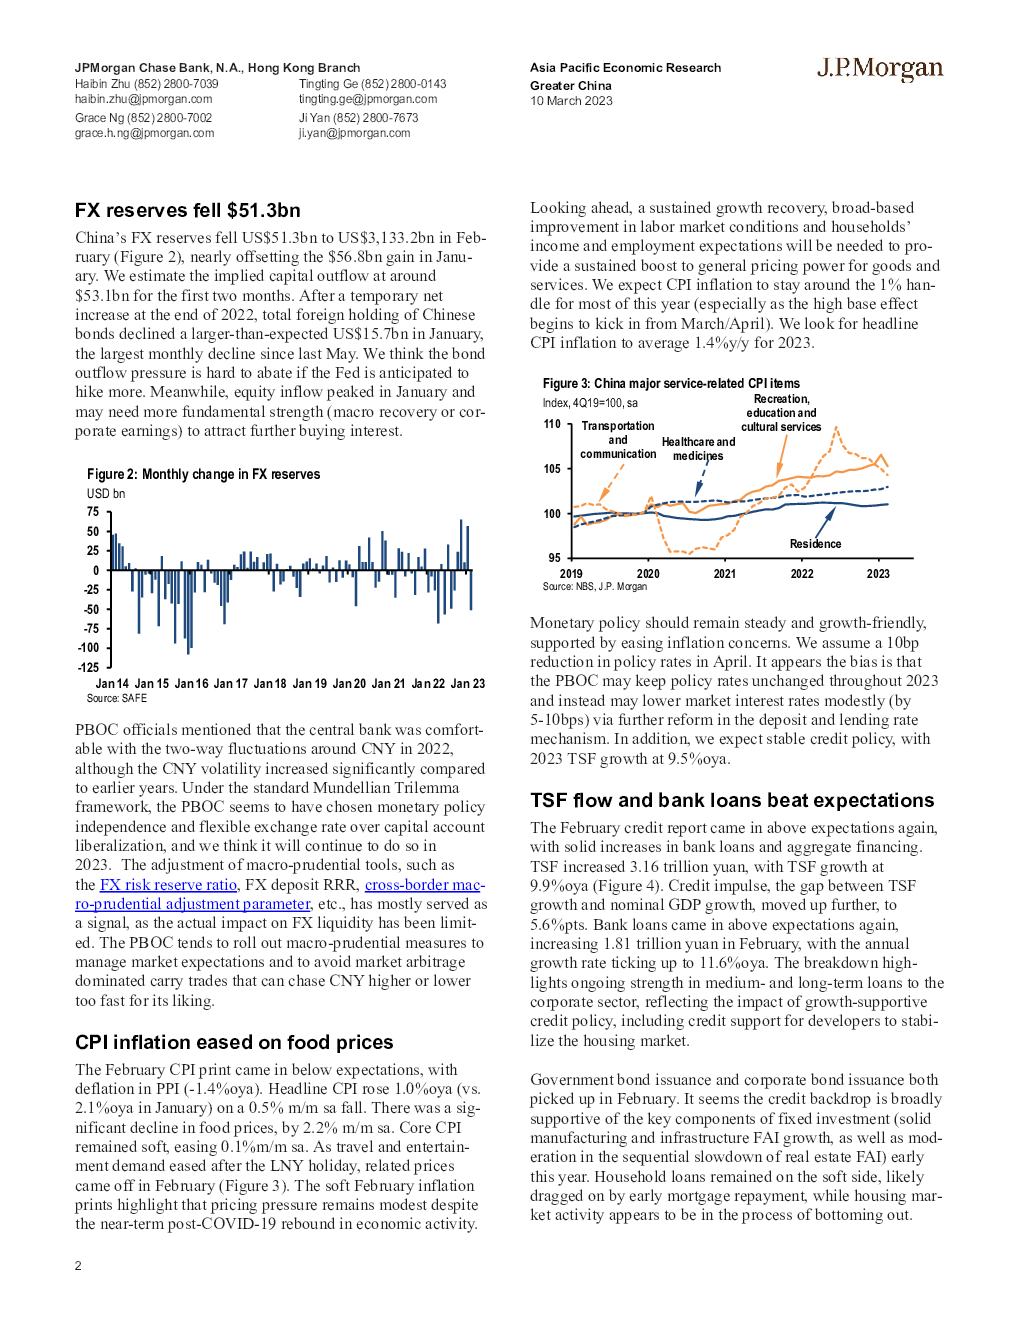 JPMorgan Chase Bank, N.A., Hong Kong Branch
Haibin Zhu (852) 2800-7039
haibin.zhu@jpmorgan.com
Grace Ng (852) 2800-7002
grace.h.ng@jpmorgan.com
Tingting Ge (852) 2800-0143
tingting.ge@jpmorgan.com
Ji Yan (852) 2800-7673
ji.yan@jpmorgan.com
Asia Pacific Economic Research
Greater China
10 March 2023
J.P.Morgan
FX reserves fell $51.3bn
China's FX reserves fell US$51.3bn to US$3,133.2bn in Feb-
ruary (Figure 2), nearly offsetting the $56.8bn gain in Janu-
ary. We estimate the implied capital outflow at around
$53.1bn for the first two months. After a temporary net
increase at the end of 2022, total foreign holding of Chinese
bonds declined a larger-than-expected US$15.7bn in January,
the largest monthly decline since last May. We think the bond
outflow pressure is hard to abate if the Fed is anticipated to
hike more. Meanwhile, equity inflow peaked in January and
may need more fundamental strength (macro recovery or cor-
porate earnings) to attract further buying interest.
Figure 2: Monthly change in FX reserves
USD bn
75
50
25
0
-25
-50
-75
-100
-125
Jan 14 Jan 15 Jan 16 Jan 17 Jan 18 Jan 19 Jan 20 Jan 21 Jan 22 Jan 23
Source: SAFE
PBOC officials mentioned that the central bank was comfort-
able with the two-way fluctuations around CNY in 2022,
although the CNY volatility increased significantly compared
to earlier years. Under the standard Mundellian Trilemma
framework, the PBOC seems to have chosen monetary policy
independence and flexible exchange rate over capital account
liberalization, and we think it will continue to do so in
2023.  The adjustment of macro-prudential tools, such as
the FX risk reserve ratio, FX deposit RRR, cross-border mac-
ro-prudential adjustment parameter, etc., has mostly served as
a signal, as the actual impact on FX liquidity has been limit-
ed. The PBOC tends to roll out macro-prudential measures to
manage market expectations and to avoid market arbitrage
dominated carry trades that can chase CNY higher or lower
too fast for its liking.
CPI inflation eased on food prices
The February CPI print came in below expectations, with
deflation in PPI (-1.4%oya). Headline CPI rose 1.0%oya (vs.
2.1%oya in January) on a 0.5% m/m sa fall. There was a sig-
nificant decline in food prices, by 2.2% m/m sa. Core CPI
remained soft, easing 0.1%m/m sa. As travel and entertain-
ment demand eased after the LNY holiday, related prices
came off in February (Figure 3). The soft February inflation
prints highlight that pricing pressure remains modest despite
the near-term post-COVID-19 rebound in economic activity.
Looking ahead, a sustained growth recovery, broad-based
improvement in labor market conditions and households'
income and employment expectations will be needed to pro-
vide a sustained boost to general pricing power for goods and
services. We expect CPI inflation to stay around the 1% han-
dle for most of this year (especially as the high base effect
begins to kick in from March/April). We look for headline
CPI inflation to average 1.4%y/y for 2023.
Figure 3: China major service-related CPI items
Index, 4Q19=100, sa
110
105
100
95
Transportation
and
communication
Healthcare and
medicines
Recreation,
education and
cultural services
Residence
2019 2020 2021 2022 2023
Source: NBS, J.P. Morgan
Monetary policy should remain steady and growth-friendly,
supported by easing inflation concerns. We assume a 10bp
reduction in policy rates in April. It appears the bias is that
the PBOC may keep policy rates unchanged throughout 2023
and instead may lower market interest rates modestly (by
5-10bps) via further reform in the deposit and lending rate
mechanism. In addition, we expect stable credit policy, with
2023 TSF growth at 9.5%oya.
TSF flow and bank loans beat expectations
The February credit report came in above expectations again,
with solid increases in bank loans and aggregate financing.
TSF increased 3.16 trillion yuan, with TSF growth at
9.9%oya (Figure 4). Credit impulse, the gap between TSF
growth and nominal GDP growth, moved up further, to
5.6%pts. Bank loans came in above expectations again,
increasing 1.81 trillion yuan in February, with the annual
growth rate ticking up to 11.6%oya. The breakdown high-
lights ongoing strength in medium- and long-term loans to the
corporate sector, reflecting the impact of growth-supportive
credit policy, including credit support for developers to stabi-
lize the housing market.
Government bond issuance and corporate bond issuance both
picked up in February. It seems the credit backdrop is broadly
supportive of the key components of fixed investment (solid
manufacturing and infrastructure FAI growth, as well as mod-
eration in the sequential slowdown of real estate FAI) early
this year. Household loans remained on the soft side, likely
dragged on by early mortgage repayment, while housing mar-
ket activity appears to be in the process of bottoming out.
2